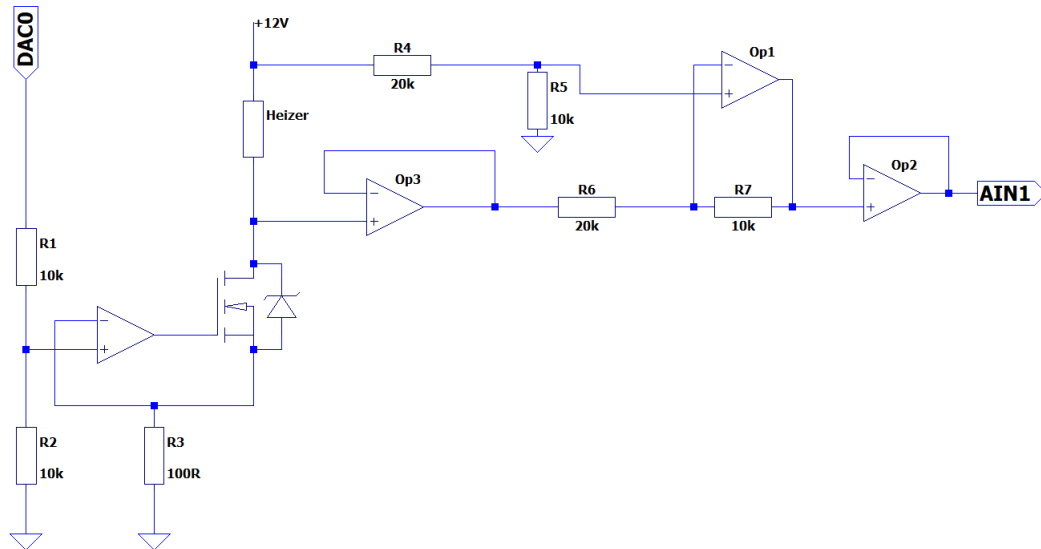 DAC0
+12V
R4
20k
Op1
R5
10k
Heizer
Op3
Op2
R6
20k
R7
10k
AIN1
R1
10k
R2
10k
R3
100R